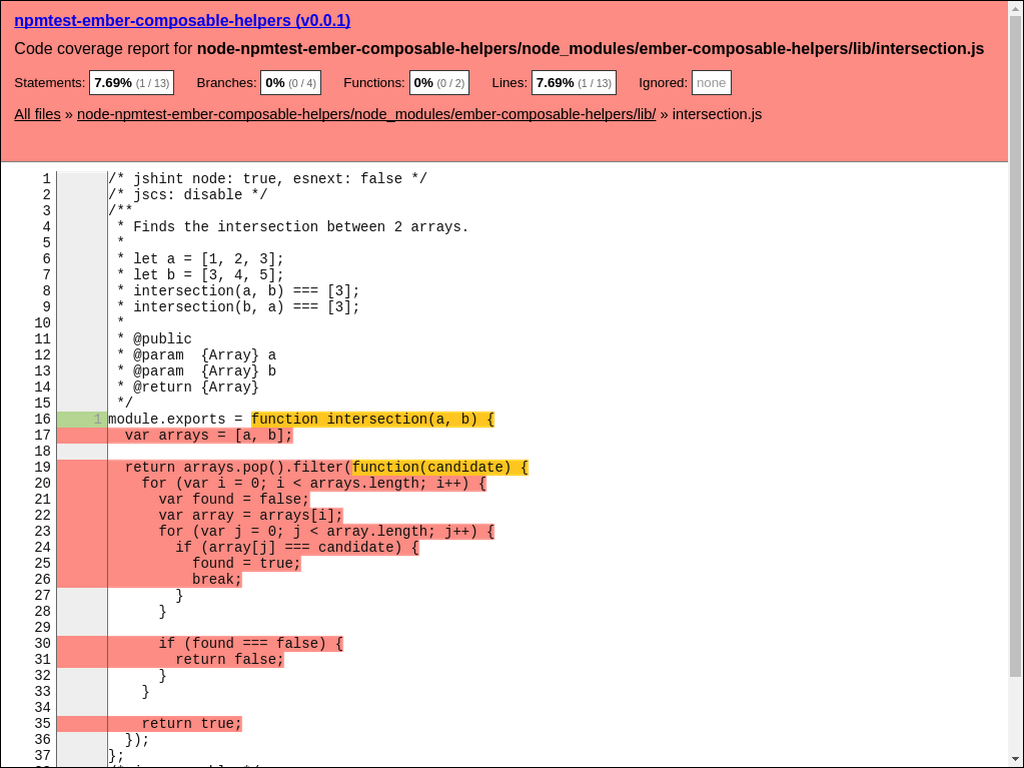 npmtest-ember-composable-helpers (v0.0.1)
Code coverage report for node-npmtest-ember-composable-helpers/node_modules/ember-composable-helpers/lib/intersection.js
Statements: 7.69% (1 / 13) Branches: 0% (0 / 4) Functions: 0% (0 / 2) Lines: 7.69% (1 / 13) Ignored: none
All files » node-npmtest-ember-composable-helpers/node_modules/ember-composable-helpers/lib/ » intersection.js
1 /* jshint node: true, esnext: false */
2 /* jscs: disable */
3 /**
4  * Finds the intersection between 2 arrays.
5  *
6  * let a = [1, 2, 3];
7  * let b = [3, 4, 5];
8  * intersection(a, b) === [3];
9  * intersection(b, a) === [3];
10  *
11  * @public
12  * @param  {Array} a
13  * @param  {Array} b
14  * @return {Array}
15  */
16 1 module.exports = function intersection(a, b) {
17   var arrays = [a, b];
18
19   return arrays.pop().filter(function(candidate) {
20     for (var i = 0; i < arrays.length; i++) {
21       var found = false;
22       var array = arrays[i];
23       for (var j = 0; j < array.length; j++) {
24         if (array[j] === candidate) {
25           found = true;
26           break;
27         }
28       }
29
30       if (found === false) {
31         return false;
32       }
33     }
34
35     return true;
36   });
37 };